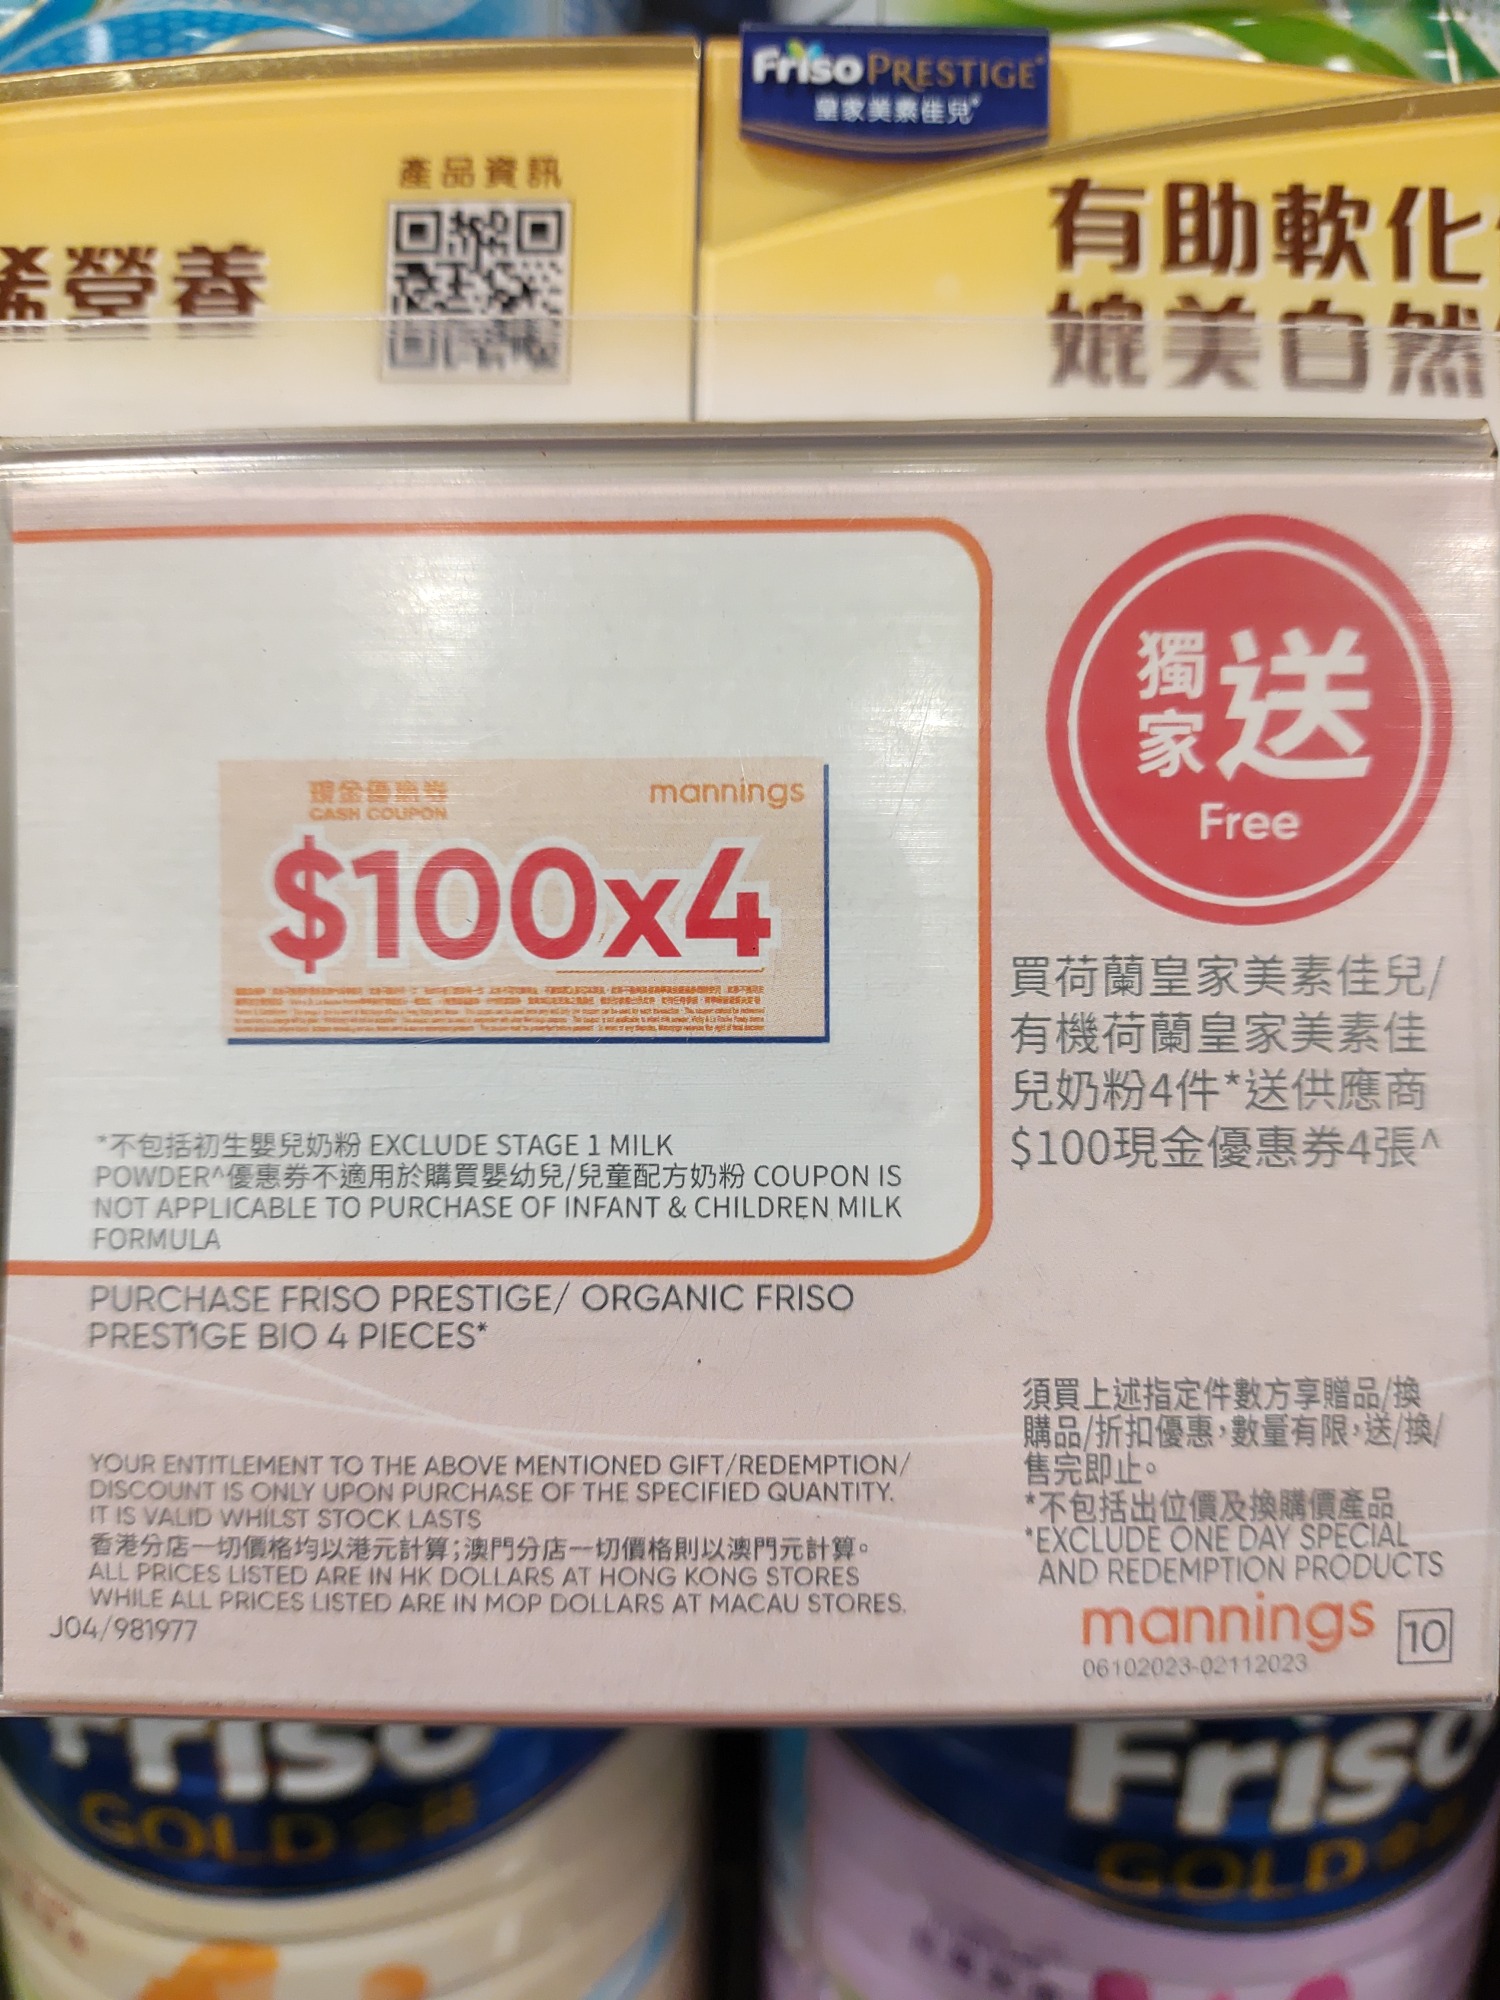 Friso PRESTIGE
皇家美素佳兒
產品資訊
營養
有助軟化
媲美自然
現金優惠券
CASH COUPON
mannings
$100x4
獨家送
Free
買荷蘭皇家美素佳兒/
有機荷蘭皇家美素佳
兒奶粉4件*送供應商
$100現金優惠券4張^
*不包括初生嬰兒奶粉 EXCLUDE STAGE 1 MILK
POWDER^優惠券不適用於購買嬰幼兒/兒童配方奶粉 COUPON IS
NOT APPLICABLE TO PURCHASE OF INFANT & CHILDREN MILK
FORMULA
PURCHASE FRISO PRESTIGE/ ORGANIC FRISO
PRESTIGE BIO 4 PIECES*
須買上述指定件數方享贈品/換
購品/折扣優惠，數量有限，送/換/
售完即止。
*不包括出位價及換購價產品
*EXCLUDE ONE DAY SPECIAL
AND REDEMPTION PRODUCTS
YOUR ENTITLEMENT TO THE ABOVE MENTIONED GIFT/REDEMPTION/
DISCOUNT IS ONLY UPON PURCHASE OF THE SPECIFIED QUANTITY.
IT IS VALID WHILST STOCK LASTS
香港分店一切價格均以港元計算；澳門分店一切價格則以澳門元計算。
ALL PRICES LISTED ARE IN HK DOLLARS AT HONG KONG STORES
WHILE ALL PRICES LISTED ARE IN MOP DOLLARS AT MACAU STORES.
J04/981977
mannings
10
06102023-02112023
Friso
GOLD
Friso
GOLD